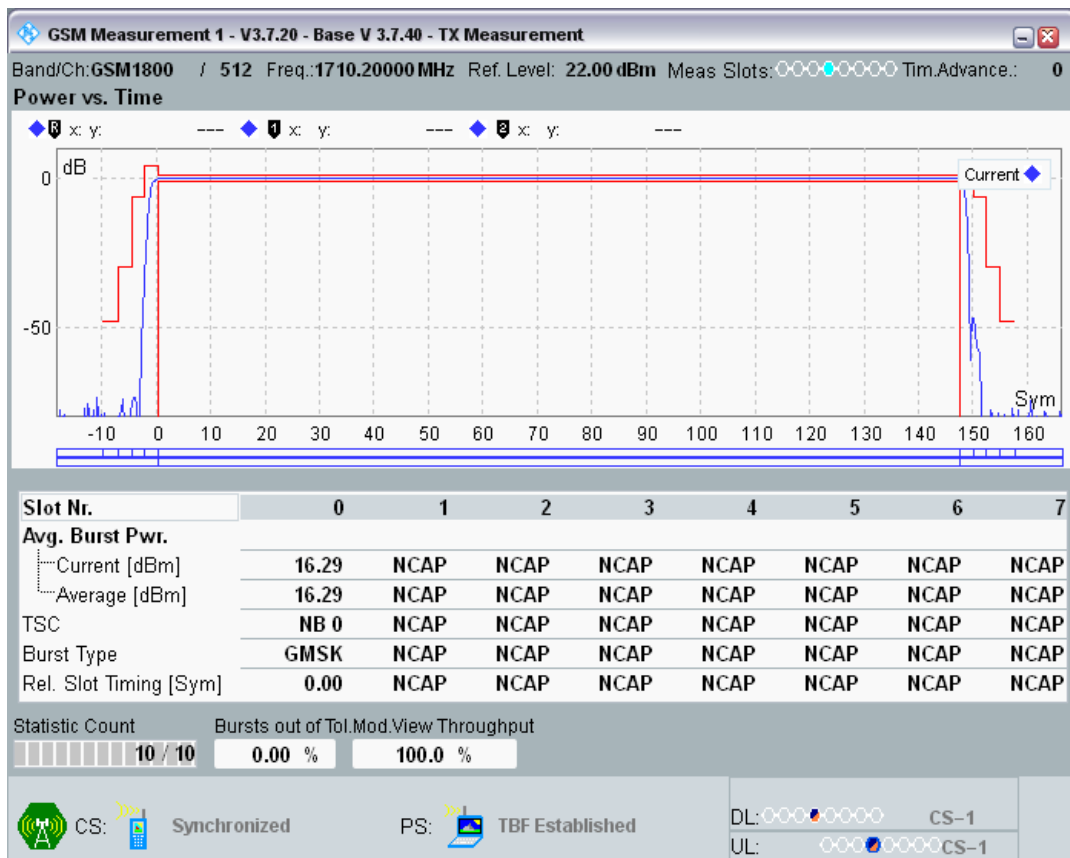 GSM Measurement 1 - V3.7.20 - Base V 3.7.40 - TX Measurement
Band/Ch:GSM1800 / 512 Freq.:1710.20000 MHz Ref. Level: 22.00 dBm Meas Slots: Tim.Advance.: 0
Power vs. Time
R x: y: --- 1 x: y: --- 2 x: y: ---
dB
Current
0
-50
Sym
-10 0 10 20 30 40 50 60 70 80 90 100 110 120 130 140 150 160
Slot Nr. 0 1 2 3 4 5 6 7
Avg. Burst Pwr.
Current [dBm] 16.29 NCAP NCAP NCAP NCAP NCAP NCAP NCAP
Average [dBm] 16.29 NCAP NCAP NCAP NCAP NCAP NCAP NCAP
TSC NB 0 NCAP NCAP NCAP NCAP NCAP NCAP NCAP
Burst Type GMSK NCAP NCAP NCAP NCAP NCAP NCAP NCAP
Rel. Slot Timing [Sym] 0.00 NCAP NCAP NCAP NCAP NCAP NCAP NCAP
Statistic Count Bursts out of Tol.Mod.View Throughput
10 / 10 0.00 % 100.0 %
CS: Synchronized PS: TBF Established
DL: CS-1
UL: CS-1